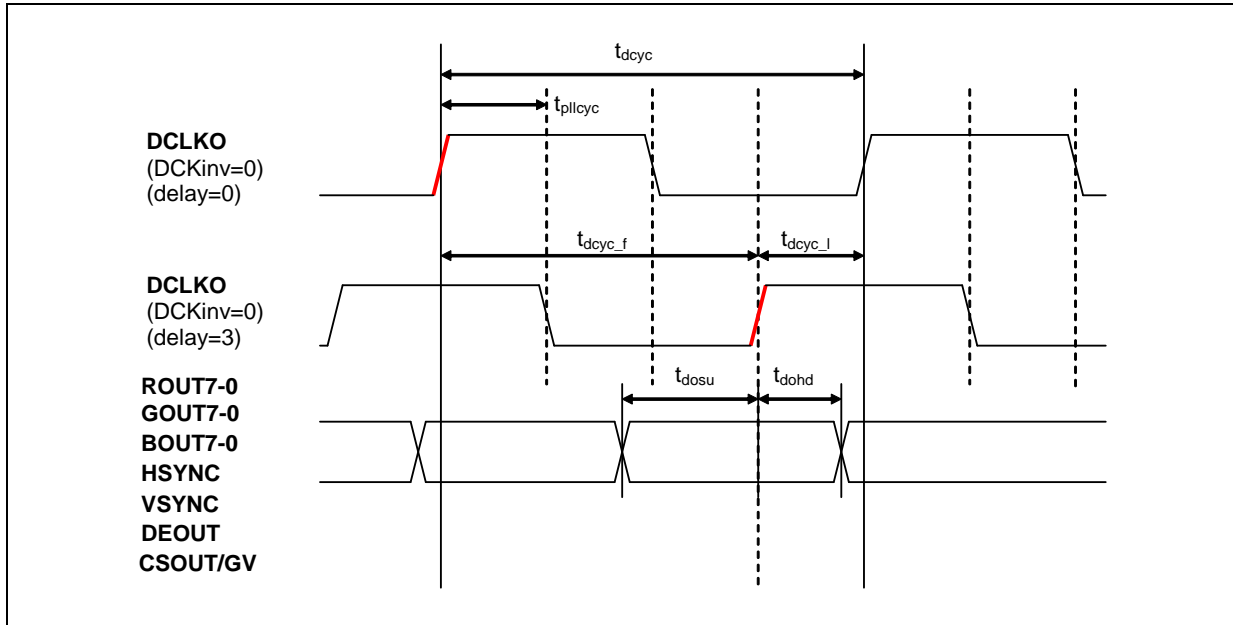 tdcyc
tpllcyc
DCLKO
(DCKinv=0)
(delay=0)
tdcyc_f
tdcyc_l
DCLKO
(DCKinv=0)
(delay=3)
tdosu
tdohd
ROUT7-0
GOUT7-0
BOUT7-0
HSYNC
VSYNC
DEOUT
CSOUT/GV